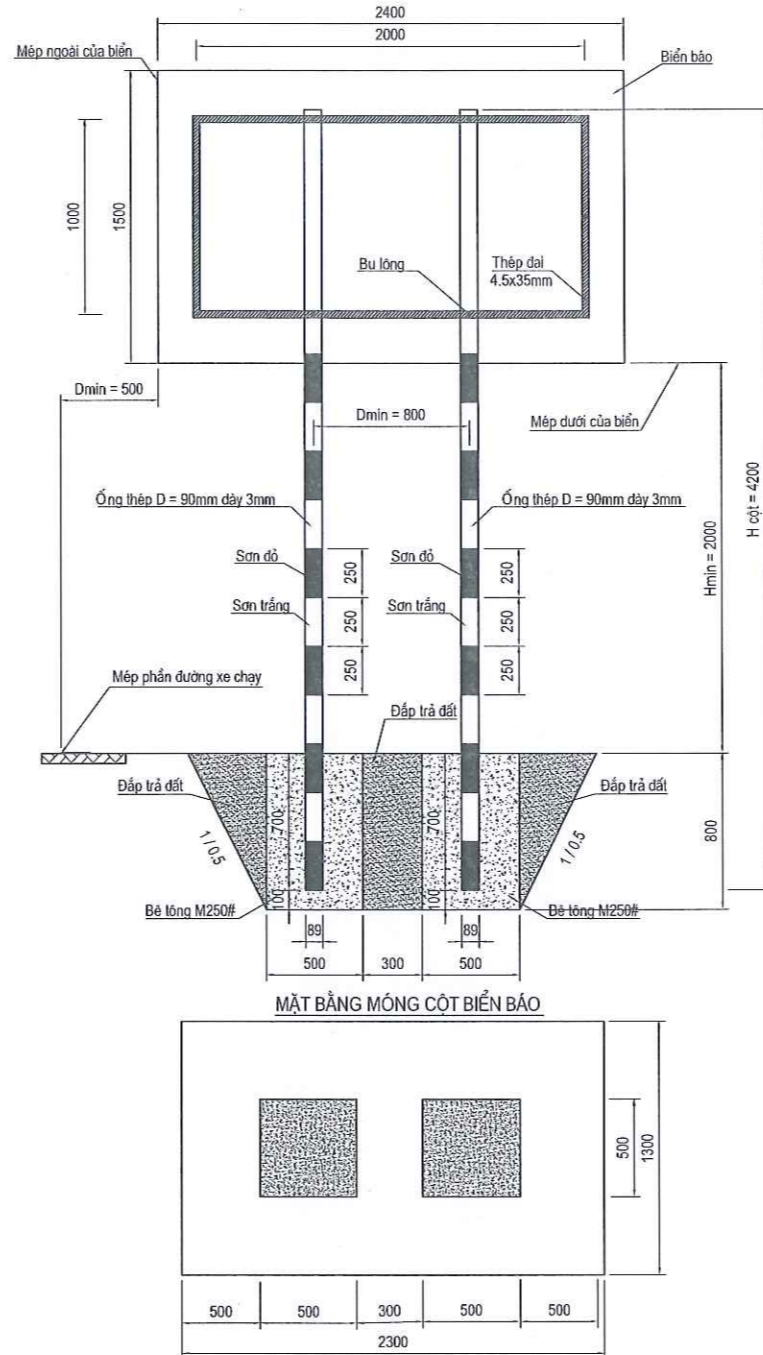 2400
2000
Mép ngoài của biển
Biển báo
1000
1500
Bu lông
Thép đai
4.5x35mm
Dmin = 500
Dmin = 800
Mép dưới của biển
H cột = 4200
Hmin = 2000
Ống thép D = 90mm dày 3mm
Ống thép D = 90mm dày 3mm
Sơn đỏ
Sơn đỏ
250
250
Sơn trắng
Sơn trắng
250
250
250
250
Mép phần đường xe chạy
Đắp trả đất
Đắp trả đất
Đắp trả đất
700
700
1/0.5
1/0.5
800
100
100
Bê tông M250#
Bê tông M250#
89
89
500
300
500
MẶT BẰNG MÓNG CỘT BIỂN BÁO
500
1300
500
500
300
500
500
2300